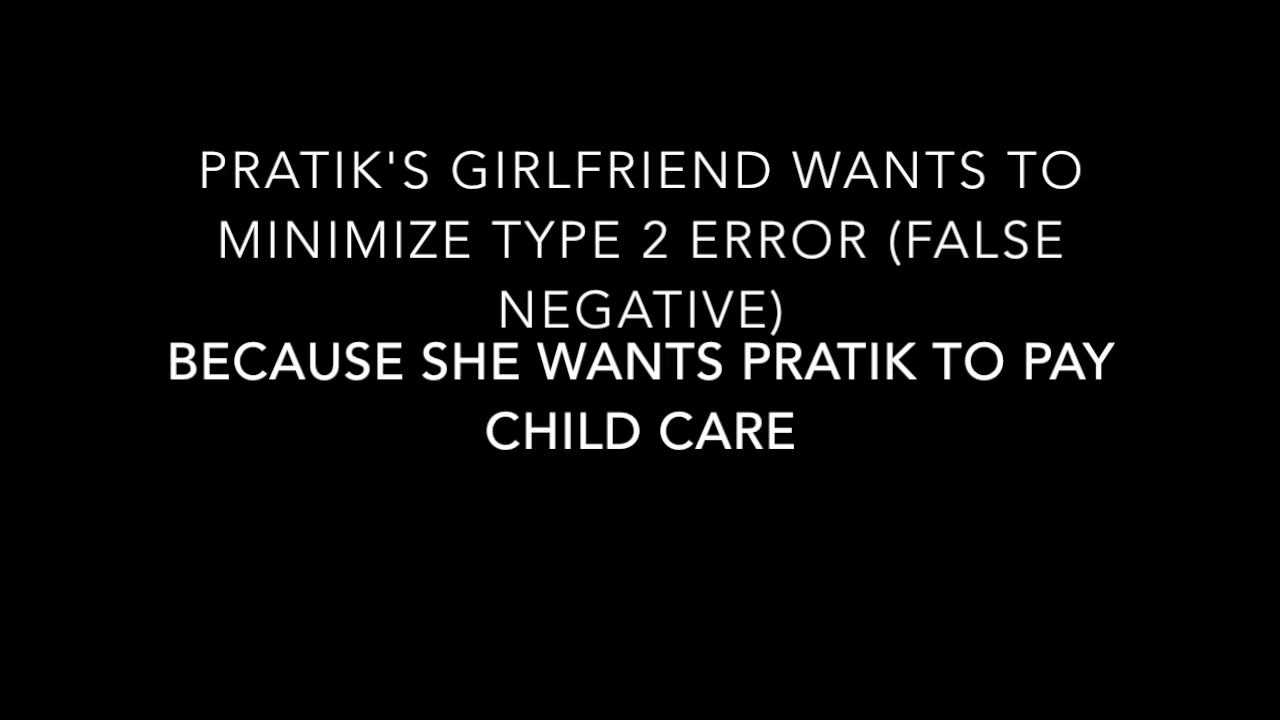 PRATIK'S GIRLFRIEND WANTS TO
MINIMIZE TYPE 2 ERROR (FALSE
NEGATIVE)
BECAUSE SHE WANTS PRATIK TO PAY
CHILD CARE